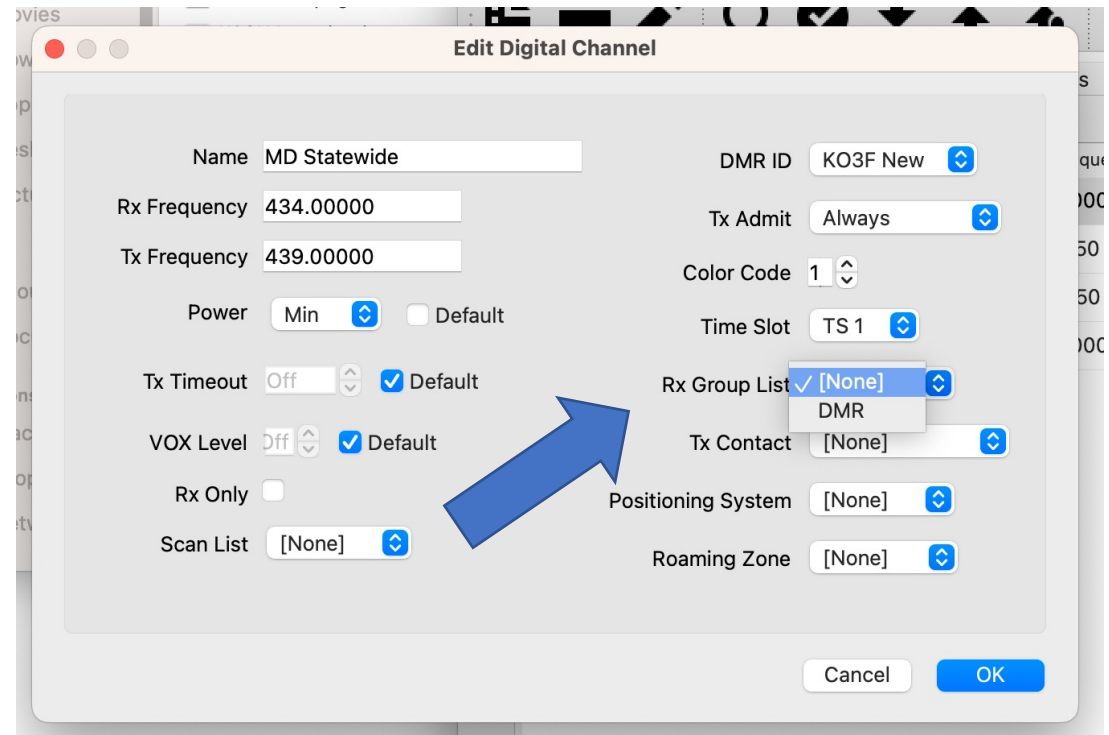 ovies
Edit Digital Channel
Name MD Statewide
Rx Frequency 434.00000
Tx Frequency 439.00000
Power Min Default
Tx Timeout Off Default
VOX Level Off Default
Rx Only
Scan List [None]
DMR ID KO3F New
Tx Admit Always
Color Code 1
Time Slot TS 1
Rx Group List ✓ [None]
DMR
Tx Contact [None]
Positioning System [None]
Roaming Zone [None]
Cancel OK